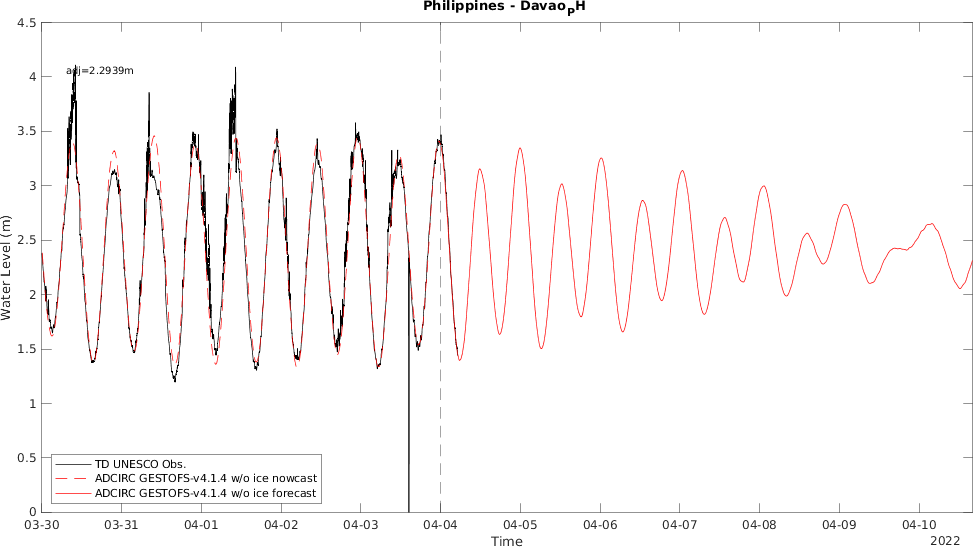 Philippines - DavaoPH
4.5
4
3.5
3
2.5
2
1.5
1
0.5
0
Water Level (m)
adj=2.2939m
TD UNESCO Obs.
ADCIRC GESTOFS-v4.1.4 w/o ice nowcast
ADCIRC GESTOFS-v4.1.4 w/o ice forecast
03-30 03-31 04-01 04-02 04-03 04-04 04-05 04-06 04-07 04-08 04-09 04-10
Time
2022